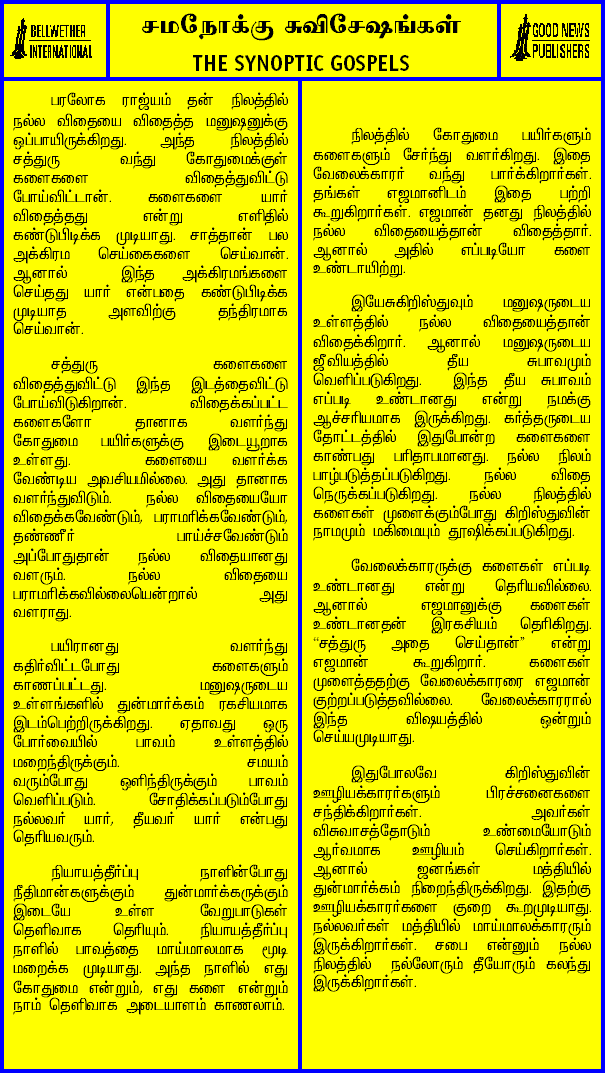 BELLWETHER
INTERNATIONAL
சமநோக்கு சுவிசேஷங்கள்
THE SYNOPTIC GOSPELS
GOOD NEWS
PUBLISHERS
பரலோக ராஜ்யம் தன் நிலத்தில்
நல்ல விதையை விதைத்த மனுஷனுக்கு
ஒப்பாயிருக்கிறது. அந்த நிலத்தில்
சத்துரு வந்து கோதுமைக்குள்
களைகளை விதைத்துவிட்டு
போய்விட்டான். களைகளை யார்
விதைத்தது என்று எளிதில்
கண்டுபிடிக்க முடியாது. சாத்தான் பல
அக்கிரம செய்கைகளை செய்வான்.
ஆனால் இந்த அக்கிரமங்களை
செய்தது யார் என்பதை கண்டுபிடிக்க
முடியாத அளவிற்கு தந்திரமாக
செய்வான்.
சத்துரு களைகளை
விதைத்துவிட்டு இந்த இடத்தைவிட்டு
போய்விடுகிறான். விதைக்கப்பட்ட
களைகளோ தானாக வளர்ந்து
கோதுமை பயிர்களுக்கு இடையூறாக
உள்ளது. களையை வளர்க்க
வேண்டிய அவசியமில்லை. அது தானாக
வளர்ந்துவிடும். நல்ல விதையையோ
விதைக்கவேண்டும், பராமரிக்கவேண்டும்,
தண்ணீர் பாய்ச்சவேண்டும்
அப்போதுதான் நல்ல விதையானது
வளரும். நல்ல விதையை
பராமரிக்கவில்லையென்றால் அது
வளராது.
பயிரானது வளர்ந்து
கதிர்விட்டபோது களைகளும்
காணப்பட்டது. மனுஷருடைய
உள்ளங்களில் துன்மார்க்கம் ரகசியமாக
இடம்பெற்றிருக்கிறது. ஏதாவது ஒரு
போர்வையில் பாவம் உள்ளத்தில்
மறைந்திருக்கும். சமயம்
வரும்போது ஒளிந்திருக்கும் பாவம்
வெளிப்படும். சோதிக்கப்படும்போது
நல்லவர் யார், தீயவர் யார் என்பது
தெரியவரும்.
நியாயத்தீர்ப்பு நாளின்போது
நீதிமான்களுக்கும் துன்மார்க்கருக்கும்
இடையே உள்ள வேறுபாடுகள்
தெளிவாக தெரியும். நியாயத்தீர்ப்பு
நாளில் பாவத்தை மாய்மாலமாக மூடி
மறைக்க முடியாது. அந்த நாளில் எது
கோதுமை என்றும், எது களை என்றும்
நாம் தெளிவாக அடையாளம் காணலாம்.
நிலத்தில் கோதுமை பயிர்களும்
களைகளும் சேர்ந்து வளர்கிறது. இதை
வேலைக்காரர் வந்து பார்க்கிறார்கள்.
தங்கள் எஜமானிடம் இதை பற்றி
கூறுகிறார்கள். எஜமான் தனது நிலத்தில்
நல்ல விதையைத்தான் விதைத்தார்.
ஆனால் அதில் எப்படியோ களை
உண்டாயிற்று.
இயேசுகிறிஸ்துவும் மனுஷருடைய
உள்ளத்தில் நல்ல விதையைத்தான்
விதைக்கிறார். ஆனால் மனுஷருடைய
ஜீவியத்தில் தீய சுபாவமும்
வெளிப்படுகிறது. இந்த தீய சுபாவம்
எப்படி உண்டானது என்று நமக்கு
ஆச்சரியமாக இருக்கிறது. கர்த்தருடைய
தோட்டத்தில் இதுபோன்ற களைகளை
காண்பது பரிதாபமானது. நல்ல நிலம்
பாழ்படுத்தப்படுகிறது. நல்ல விதை
நெருக்கப்படுகிறது. நல்ல நிலத்தில்
களைகள் முளைக்கும்போது கிறிஸ்துவின்
நாமமும் மகிமையும் தூஷிக்கப்படுகிறது.
வேலைக்காரருக்கு களைகள் எப்படி
உண்டானது என்று தெரியவில்லை.
ஆனால் எஜமானுக்கு களைகள்
உண்டானதன் இரகசியம் தெரிகிறது.
“சத்துரு அதை செய்தான்” என்று
எஜமான் கூறுகிறார். களைகள்
முளைத்ததற்கு வேலைக்காரரை எஜமான்
குற்றப்படுத்தவில்லை. வேலைக்காரரால்
இந்த விஷயத்தில் ஒன்றும்
செய்யமுடியாது.
இதுபோலவே கிறிஸ்துவின்
ஊழியக்காரர்களும் பிரச்சனைகளை
சந்திக்கிறார்கள். அவர்கள்
விசுவாசத்தோடும் உண்மையோடும்
ஆர்வமாக ஊழியம் செய்கிறார்கள்.
ஆனால் ஜனங்கள் மத்தியில்
துன்மார்க்கம் நிறைந்திருக்கிறது. இதற்கு
ஊழியக்காரர்களை குறை கூறமுடியாது.
நல்லவர்கள் மத்தியில் மாய்மாலக்காரரும்
இருக்கிறார்கள். சபை என்னும் நல்ல
நிலத்தில் நல்லோரும் தீயோரும் கலந்து
இருக்கிறார்கள்.